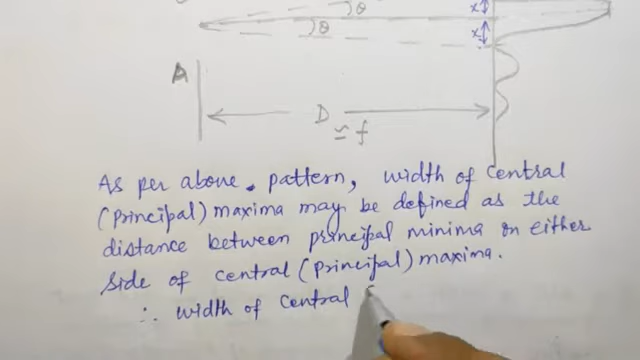 θ x
θ x
A
D
≃ f
As per above. pattern, width of central
(Principal) maxima may be defined as the
distance between principal minima on either
side of central (Principal) maxima.
∴ width of central